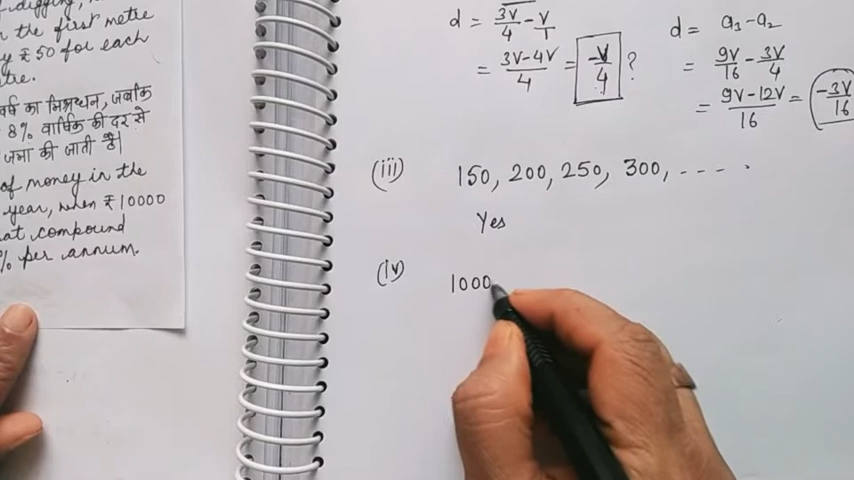 digging,
n the first metre
y ₹50 for each
tre.
वर्ष का मिश्रधन, जबकि
8% वार्षिक की दर से
जमा की जाती है।
of money in the
year, when ₹10000
at compound
% per annum.
d = 3V/4 - V/1
= 3V-4V/4 = -V/4 ?
d = a₃-a₂
= 9V/16 - 3V/4
= 9V-12V/16 = -3V/16
(iii) 150, 200, 250, 300, ---- .
Yes
(iv) 1000